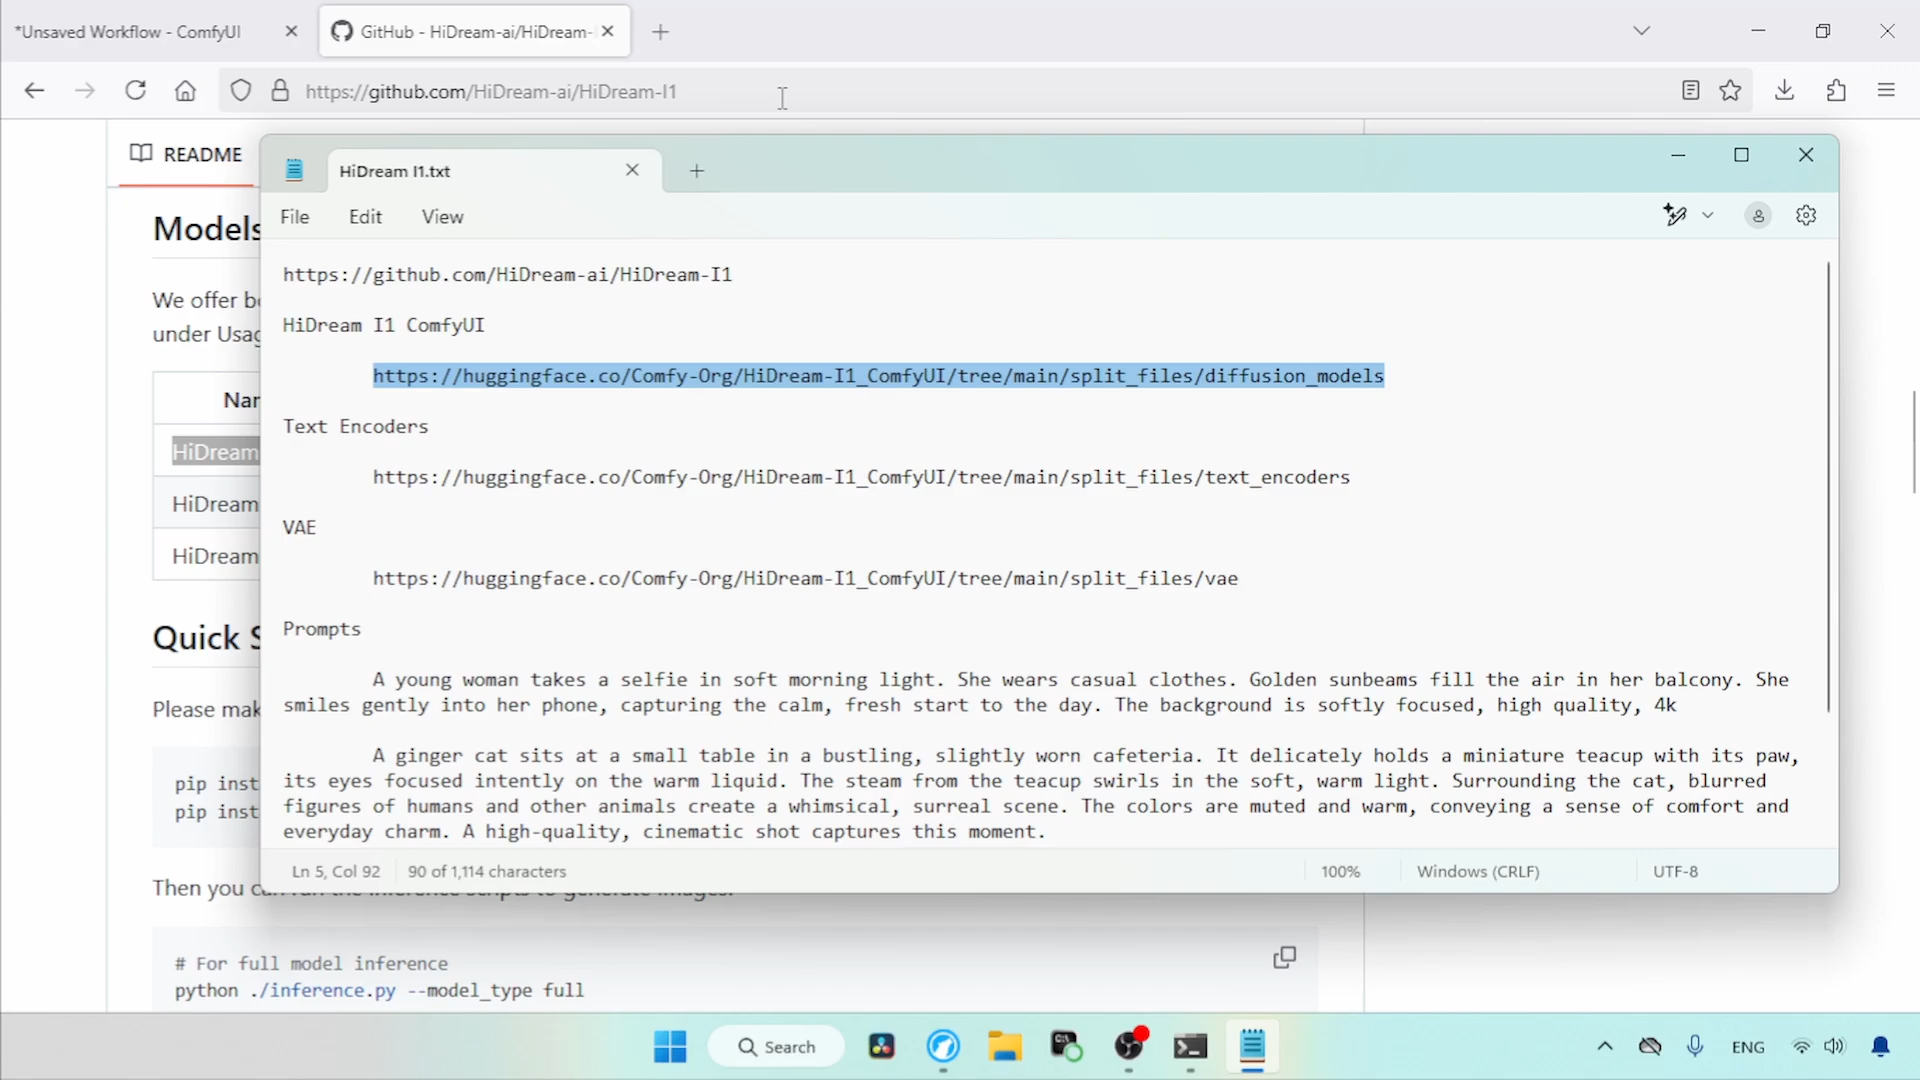 *Unsaved Workflow - ComfyUI
GitHub - HiDream-ai/HiDream-
https://github.com/HiDream-ai/HiDream-I1
README
HiDream I1.txt
File Edit View
Models
We offer
under
Nar
HiDream
HiDream
HiDream
Quick S
Please mak
pip inst
pip inst
https://github.com/HiDream-ai/HiDream-I1
HiDream I1 ComfyUI
https://huggingface.co/Comfy-Org/HiDream-I1_ComfyUI/tree/main/split_files/diffusion_models
Text Encoders
https://huggingface.co/Comfy-Org/HiDream-I1_ComfyUI/tree/main/split_files/text_encoders
VAE
https://huggingface.co/Comfy-Org/HiDream-I1_ComfyUI/tree/main/split_files/vae
Prompts
A young woman takes a selfie in soft morning light. She wears casual clothes. Golden sunbeams fill the air in her balcony. She
smiles gently into her phone, capturing the calm, fresh start to the day. The background is softly focused, high quality, 4k
A ginger cat sits at a small table in a bustling, slightly worn cafeteria. It delicately holds a miniature teacup with its paw,
its eyes focused intently on the warm liquid. The steam from the teacup swirls in the soft, warm light. Surrounding the cat, blurred
figures of humans and other animals create a whimsical, surreal scene. The colors are muted and warm, conveying a sense of comfort and
everyday charm. A high-quality, cinematic shot captures this moment.
Ln 5, Col 92 90 of 1,114 characters 100% Windows (CRLF) UTF-8
Then you can run the inference scripts to generate images.
# For full model inference
python ./inference.py --model_type full
Search
ENG